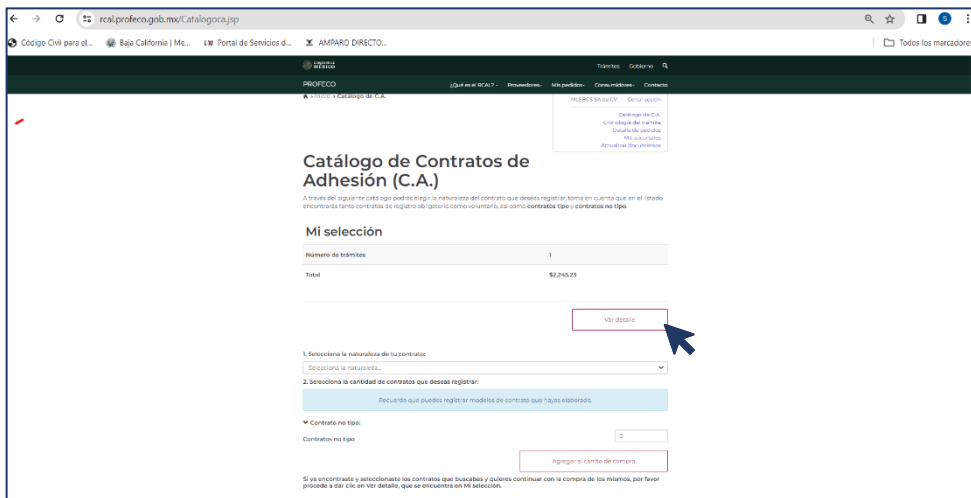 rcal.profeco.gob.mx/Catalogoca.jsp
S
Código Civil para el... Baja California | Me... Portal de Servicios d... AMPARO DIRECTO...
Todos los marcadores
MÉXICO Trámites Gobierno
PROFECO ¿Qué es el RCAL? Proveedores Mis pedidos Consumidores Contacto
Inicio > Catálogo de C.A.
MLSBCS SA de CV Cerrar sesión
Catálogo de C.A.
Cronología del trámite
Detalle de pedidos
Mis sucursales
Actualizar documentos
Catálogo de Contratos de
Adhesión (C.A.)
A través del siguiente catálogo podrás elegir la naturaleza del contrato que deseas registrar, toma en cuenta que en el listado
encontrarás tanto contratos de registro obligatorio como voluntario, así como contratos tipo y contratos no tipo.
Mi selección
Número de trámites 1
Total $2,245.23
Ver detalle
1. Selecciona la naturaleza de tu contrato:
Selecciona la naturaleza...
2. Selecciona la cantidad de contratos que deseas registrar:
Recuerda que puedes registrar modelos de contrato que hayas elaborado.
Contrato no tipo:
Contratos no tipo 0
Agregar al carrito de compra
Si ya encontraste y seleccionaste los contratos que buscabas y quieres continuar con la compra de los mismos, por favor
procede a dar clic en Ver detalle, que se encuentra en Mi selección.